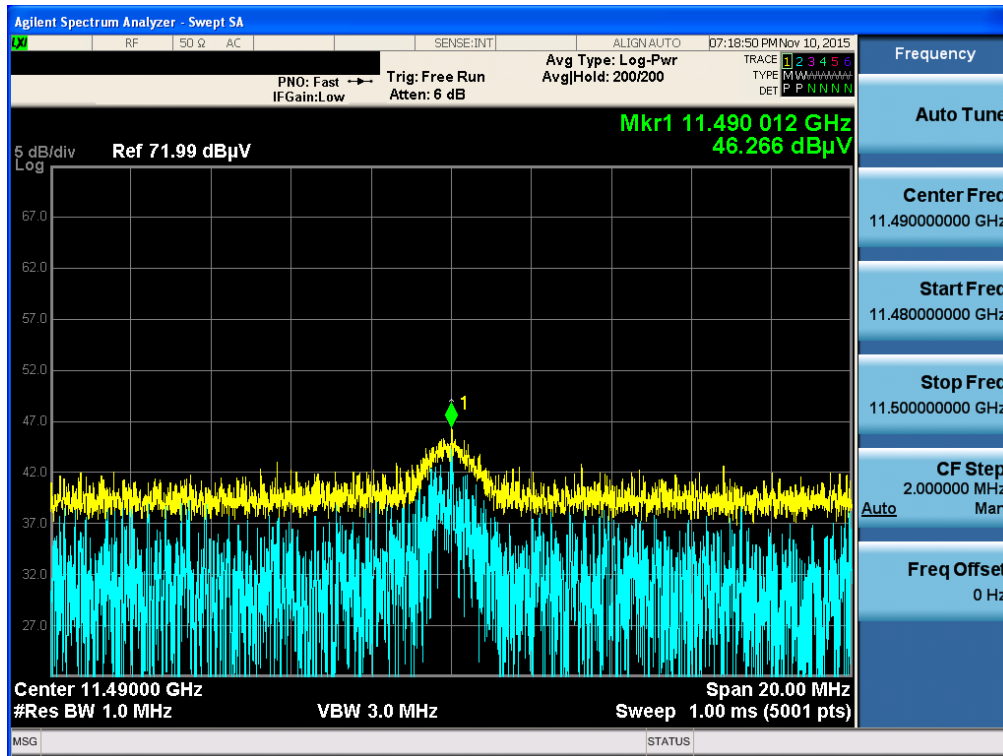 Agilent Spectrum Analyzer - Swept SA
LXI RF 50 Ω AC SENSE:INT ALIGN AUTO 07:18:50 PM Nov 10, 2015
PNO: Fast
IFGain:Low
Trig: Free Run
Atten: 6 dB
Avg Type: Log-Pwr
Avg|Hold: 200/200
TRACE 1 2 3 4 5 6
TYPE M W W W W W
DET P P N N N N
Mkr1 11.490 012 GHz
46.266 dBµV
5 dB/div Ref 71.99 dBµV
Log
67.0
62.0
57.0
52.0
47.0
42.0
37.0
32.0
27.0
1
Center 11.49000 GHz Span 20.00 MHz
#Res BW 1.0 MHz VBW 3.0 MHz Sweep 1.00 ms (5001 pts)
MSG STATUS
Frequency
Auto Tune
Center Freq
11.490000000 GHz
Start Freq
11.480000000 GHz
Stop Freq
11.500000000 GHz
CF Step
2.000000 MHz
Auto Man
Freq Offset
0 Hz